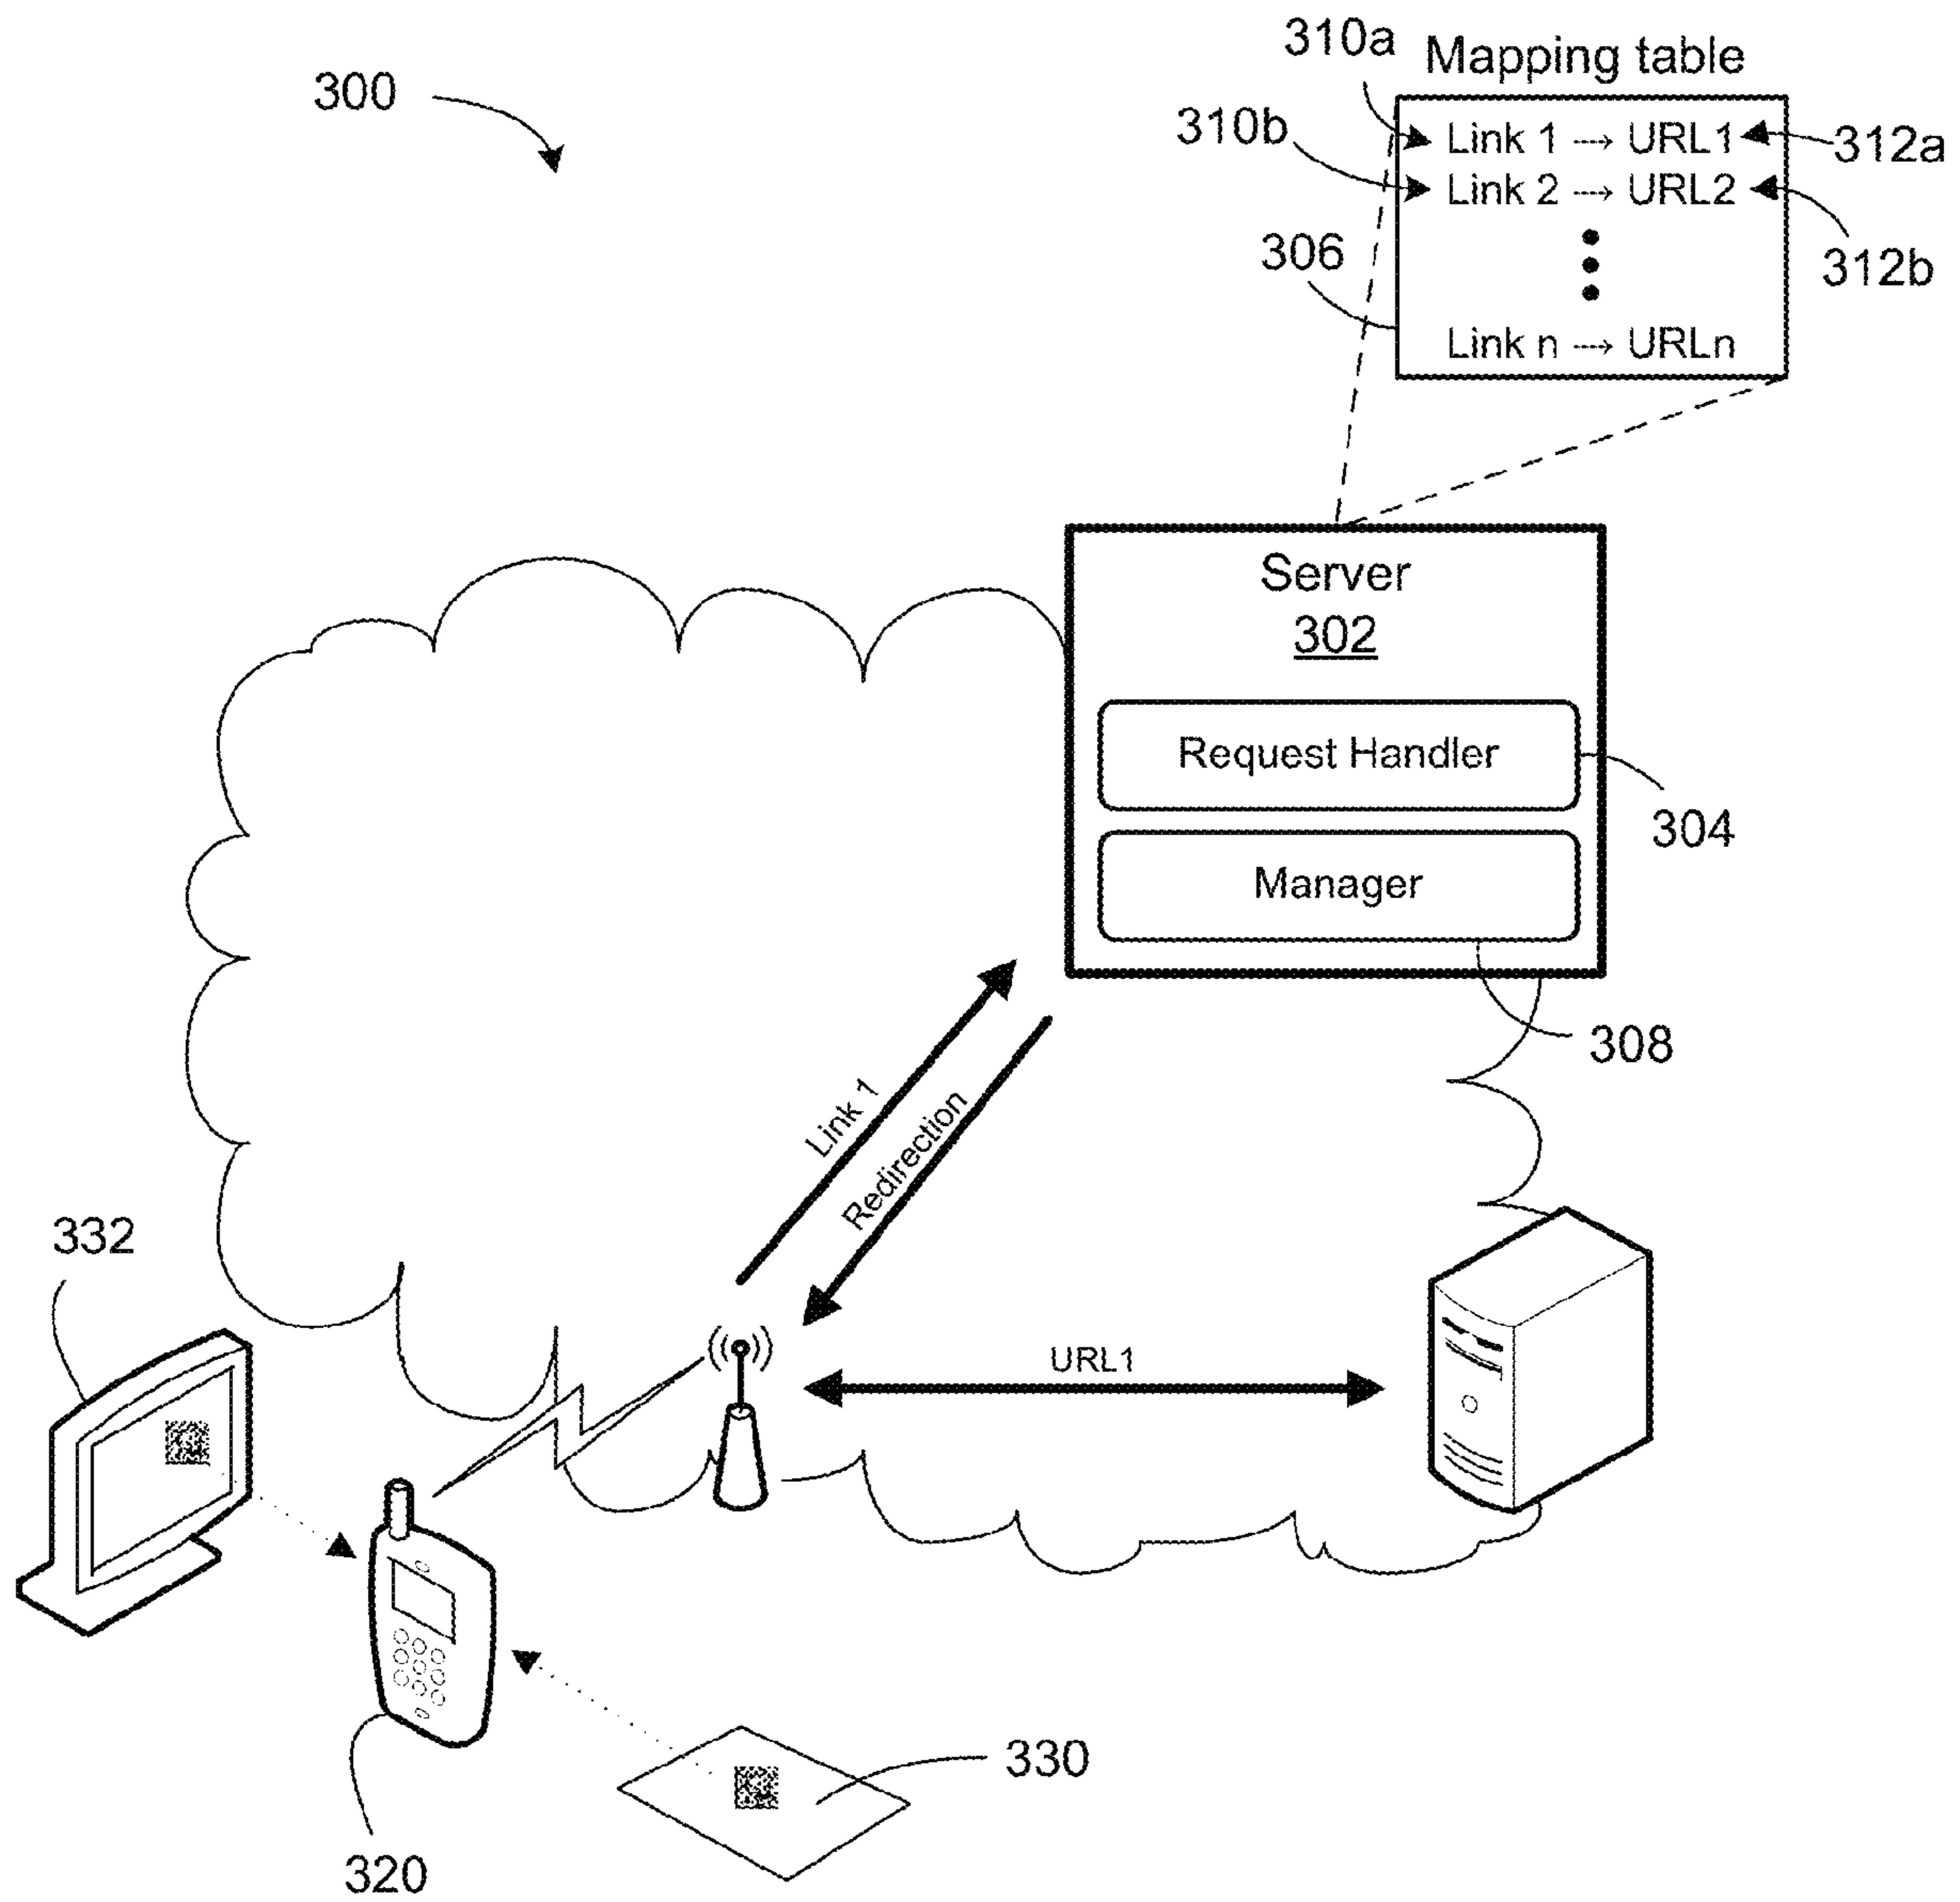 310a
Mapping table
300
310b
Link 1 ---→ URL1
312a
Link 2 ---→ URL2
306
312b
Link n ---→ URLn
Server
302
Request Handler
304
Manager
308
Link 1
Redirection
332
URL1
330
320